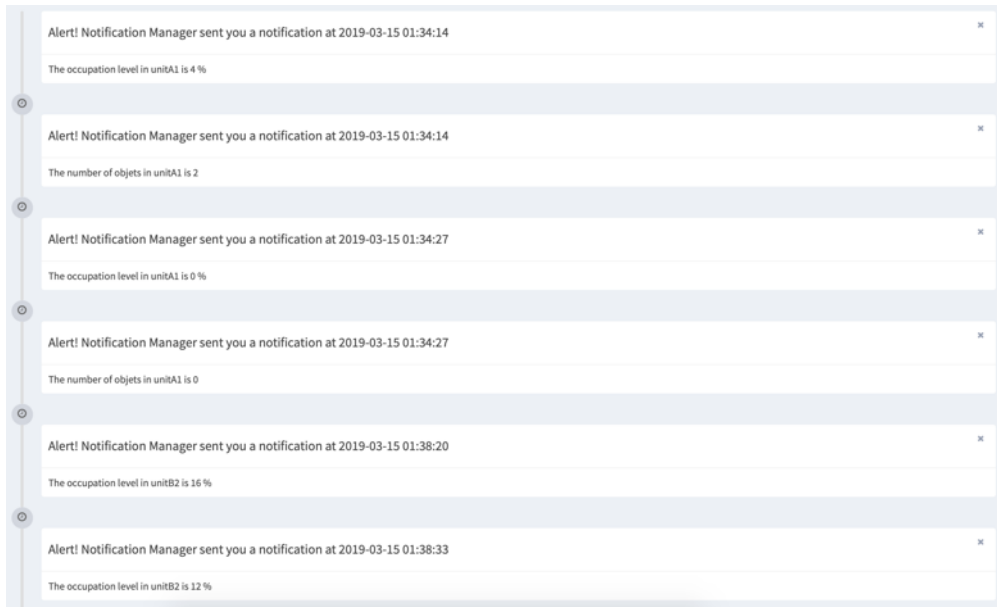 Alert! Notification Manager sent you a notification at 2019-03-15 01:34:14
The occupation level in unitA1 is 4 %
Alert! Notification Manager sent you a notification at 2019-03-15 01:34:14
The number of objets in unitA1 is 2
Alert! Notification Manager sent you a notification at 2019-03-15 01:34:27
The occupation level in unitA1 is 0 %
Alert! Notification Manager sent you a notification at 2019-03-15 01:34:27
The number of objets in unitA1 is 0
Alert! Notification Manager sent you a notification at 2019-03-15 01:38:20
The occupation level in unitB2 is 16 %
Alert! Notification Manager sent you a notification at 2019-03-15 01:38:33
The occupation level in unitB2 is 12 %